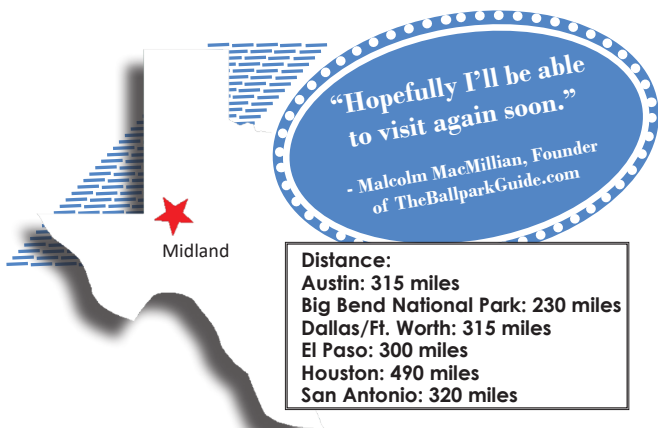 “Hopefully I’ll be able
to visit again soon.”
- Malcolm MacMillian, Founder
of TheBallparkGuide.com
Midland
Distance:
Austin: 315 miles
Big Bend National Park: 230 miles
Dallas/Ft. Worth: 315 miles
El Paso: 300 miles
Houston: 490 miles
San Antonio: 320 miles